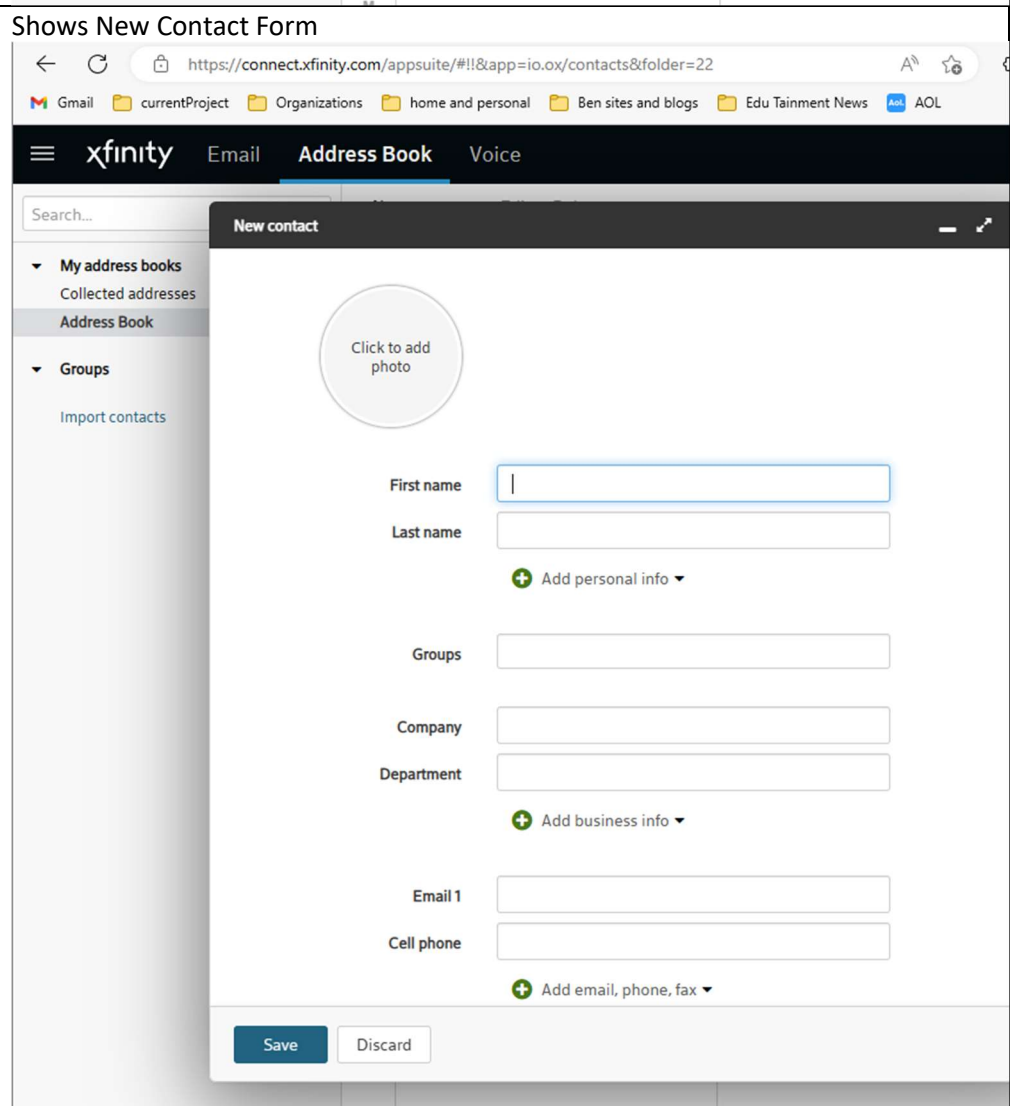 Shows New Contact Form
https://connect.xfinity.com/appsuite/#!!&app=io.ox/contacts&folder=22
Gmail currentProject Organizations home and personal Ben sites and blogs Edu Tainment News Aol. AOL
xfinity Email Address Book Voice
Search...
New contact
My address books
Collected addresses
Address Book
Click to add
photo
Groups
Import contacts
First name
Last name
Add personal info
Groups
Company
Department
Add business info
Email 1
Cell phone
Add email, phone, fax
Save Discard